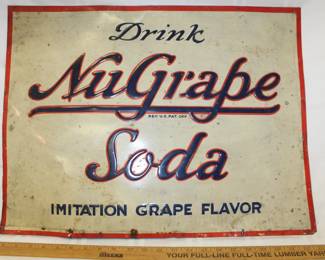 Drink
NuGrape
REG. U.S. PAT. OFF.
Soda
IMITATION GRAPE FLAVOR
YOUR FULL-LINE FULL-TIME LUMBER YAR